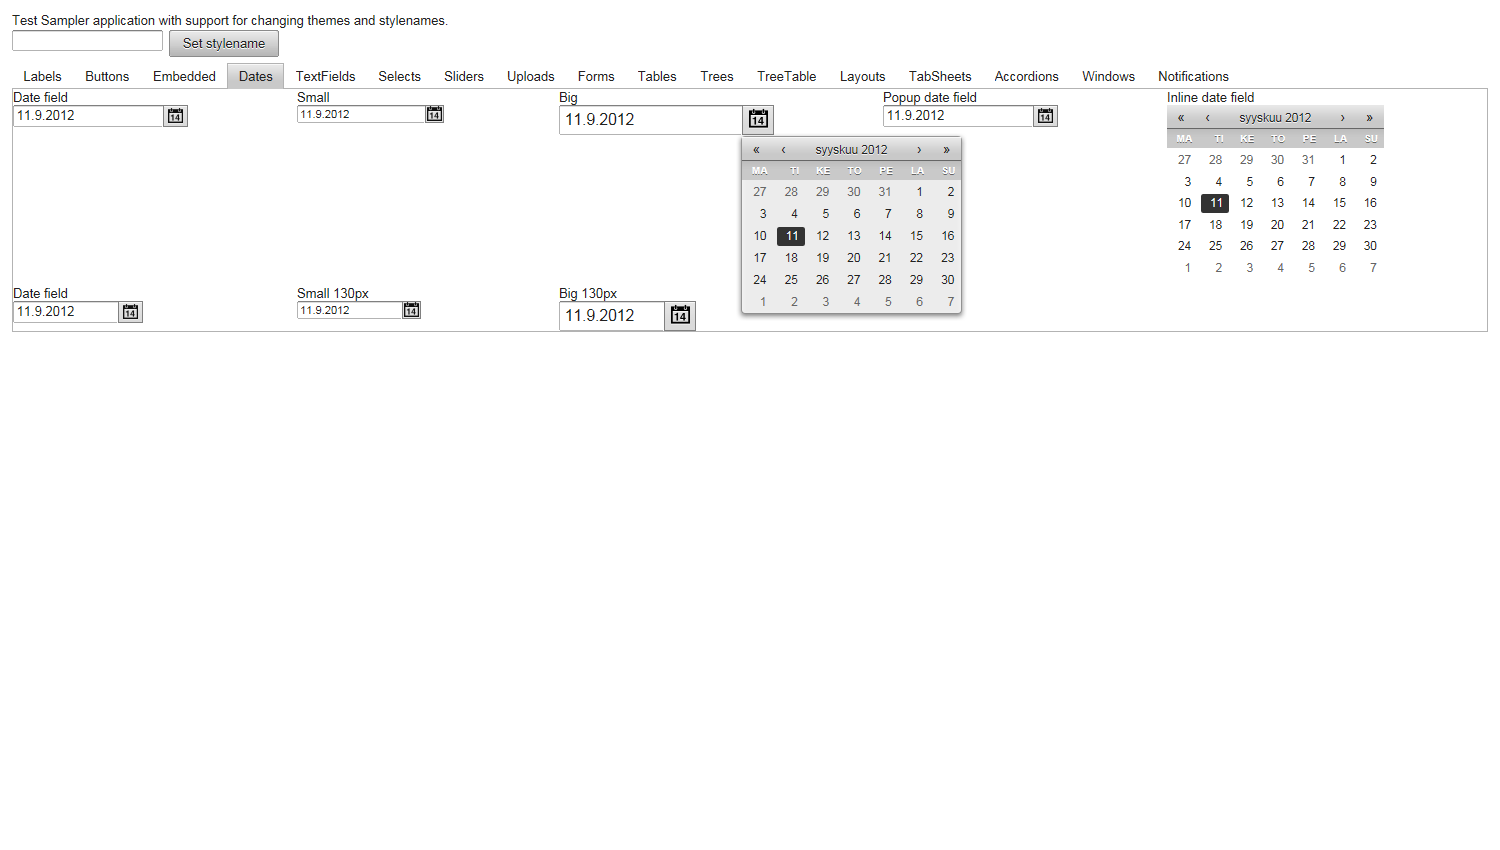 Test Sampler application with support for changing themes and stylenames.
Set stylename
Labels Buttons Embedded Dates TextFields Selects Sliders Uploads Forms Tables Trees TreeTable Layouts TabSheets Accordions Windows Notifications
Date field Small Big Popup date field Inline date field
11.9.2012 14 11.9.2012 14 11.9.2012 14 11.9.2012 14
« ‹ syyskuu 2012 › »
MA TI KE TO PE LA SU
27 28 29 30 31 1 2
3 4 5 6 7 8 9
10 11 12 13 14 15 16
17 18 19 20 21 22 23
24 25 26 27 28 29 30
1 2 3 4 5 6 7
« ‹ syyskuu 2012 › »
MA TI KE TO PE LA SU
27 28 29 30 31 1 2
3 4 5 6 7 8 9
10 11 12 13 14 15 16
17 18 19 20 21 22 23
24 25 26 27 28 29 30
1 2 3 4 5 6 7
Date field Small 130px Big 130px
11.9.2012 14 11.9.2012 14 11.9.2012 14